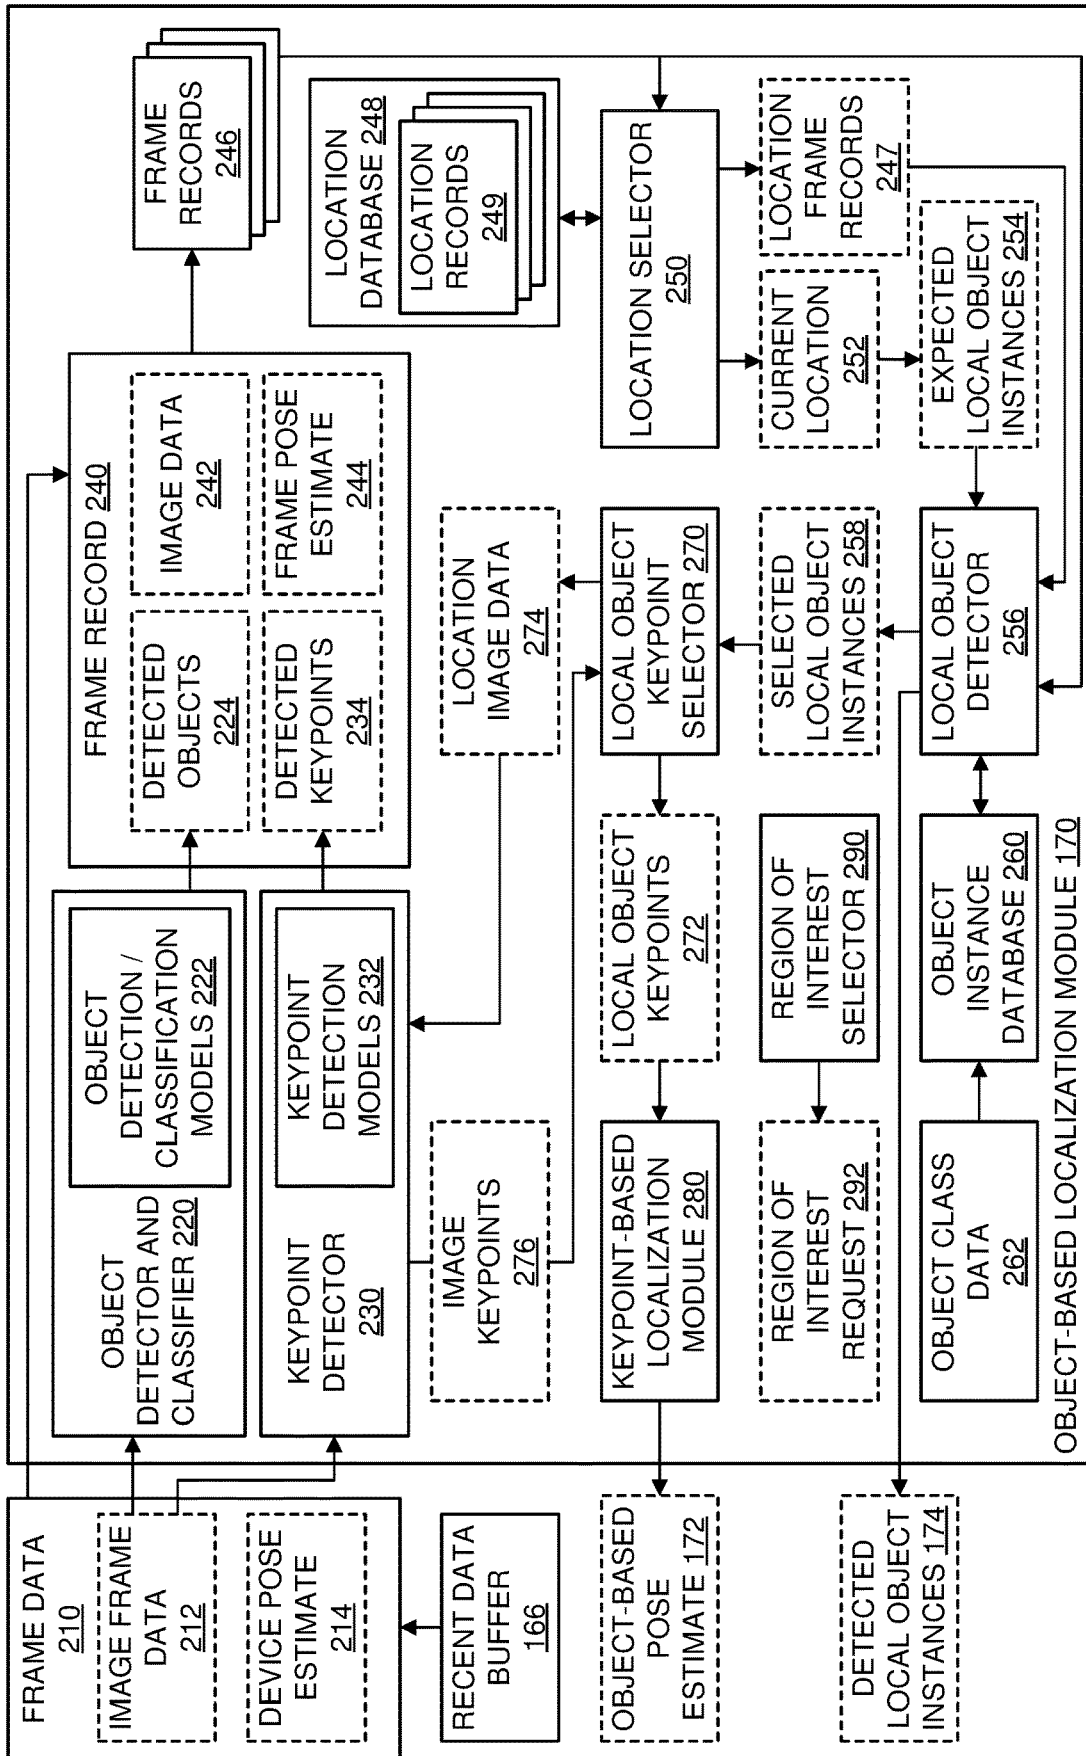 FRAME DATA
210
IMAGE FRAME
DATA
212
DEVICE POSE
ESTIMATE
214
RECENT DATA
BUFFER
166
OBJECT-BASED
POSE
ESTIMATE 172
DETECTED
LOCAL OBJECT
INSTANCES 174
OBJECT
DETECTOR AND
CLASSIFIER 220
OBJECT
DETECTION /
CLASSIFICATION
MODELS 222
KEYPOINT
DETECTOR
230
KEYPOINT
DETECTION
MODELS 232
IMAGE
KEYPOINTS
276
FRAME RECORD 240
DETECTED
OBJECTS
224
IMAGE DATA
242
DETECTED
KEYPOINTS
234
FRAME POSE
ESTIMATE
244
FRAME
RECORDS
246
LOCATION
DATABASE 248
LOCATION
RECORDS
249
LOCATION
IMAGE DATA
274
KEYPOINT-BASED
LOCALIZATION
MODULE 280
LOCAL OBJECT
KEYPOINTS
272
LOCAL OBJECT
KEYPOINT
SELECTOR 270
LOCATION SELECTOR
250
REGION OF
INTEREST
REQUEST 292
REGION OF
INTEREST
SELECTOR 290
SELECTED
LOCAL OBJECT
INSTANCES 258
CURRENT
LOCATION
252
LOCATION
FRAME
RECORDS
247
OBJECT CLASS
DATA
262
OBJECT
INSTANCE
DATABASE 260
LOCAL OBJECT
DETECTOR
256
EXPECTED
LOCAL OBJECT
INSTANCES 254
OBJECT-BASED LOCALIZATION MODULE 170